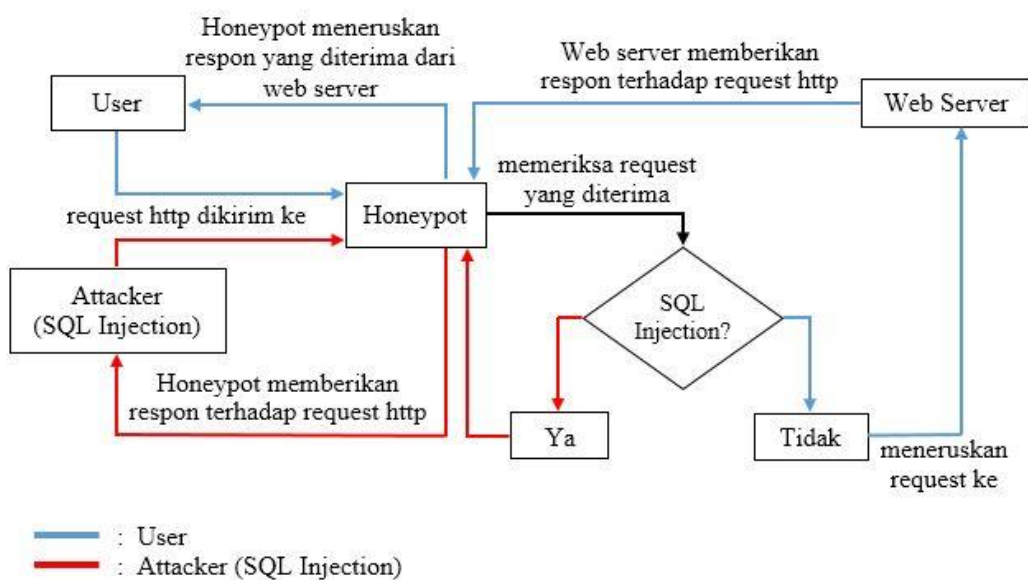 Honeypot meneruskan
respon yang diterima dari
web server
Web server memberikan
respon terhadap request http
User
Web Server
memeriksa request
yang diterima
request http dikirim ke
Honeypot
Attacker
(SQL Injection)
SQL
Injection?
Honeypot memberikan
respon terhadap request http
Ya
Tidak
meneruskan
request ke
: User
: Attacker (SQL Injection)